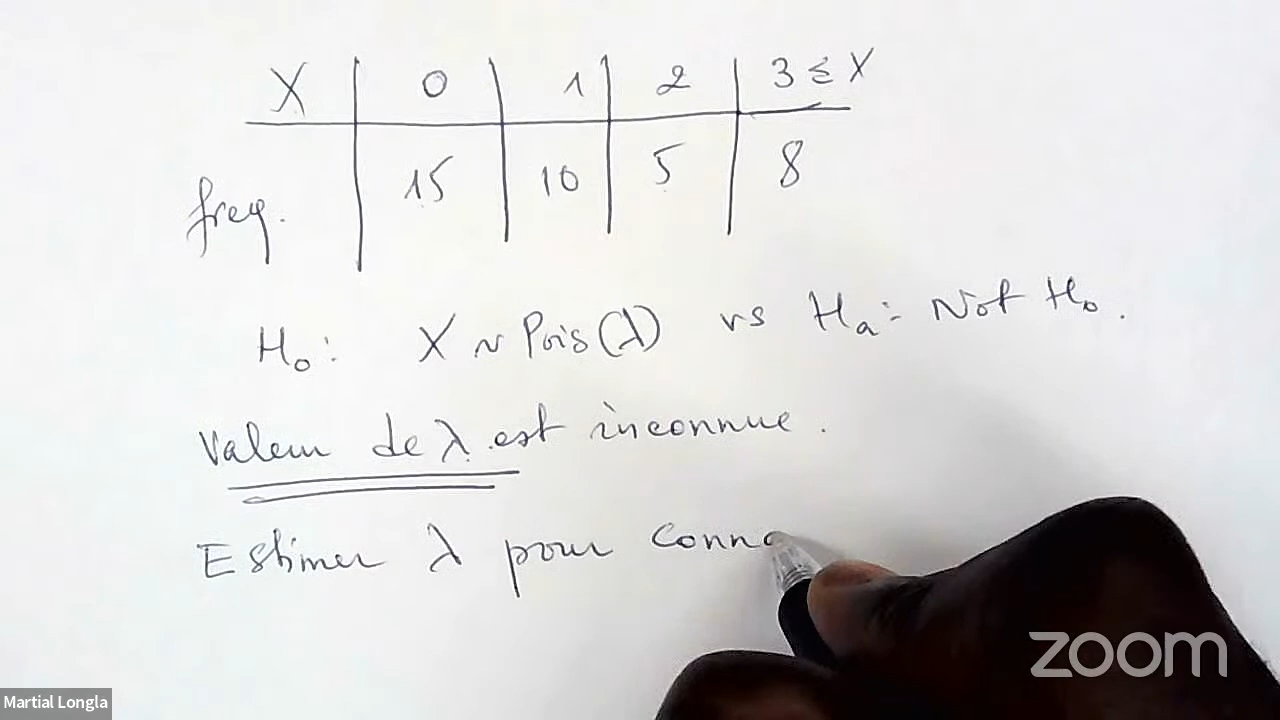 X 0 1 2 3 ≤ X
freq. 15 10 5 8
H₀: X ~ Pois(λ) vs Hₐ: Not H₀.
Valeur de λ est inconnue.
Estimer λ pour conna
zoom
Martial Longla